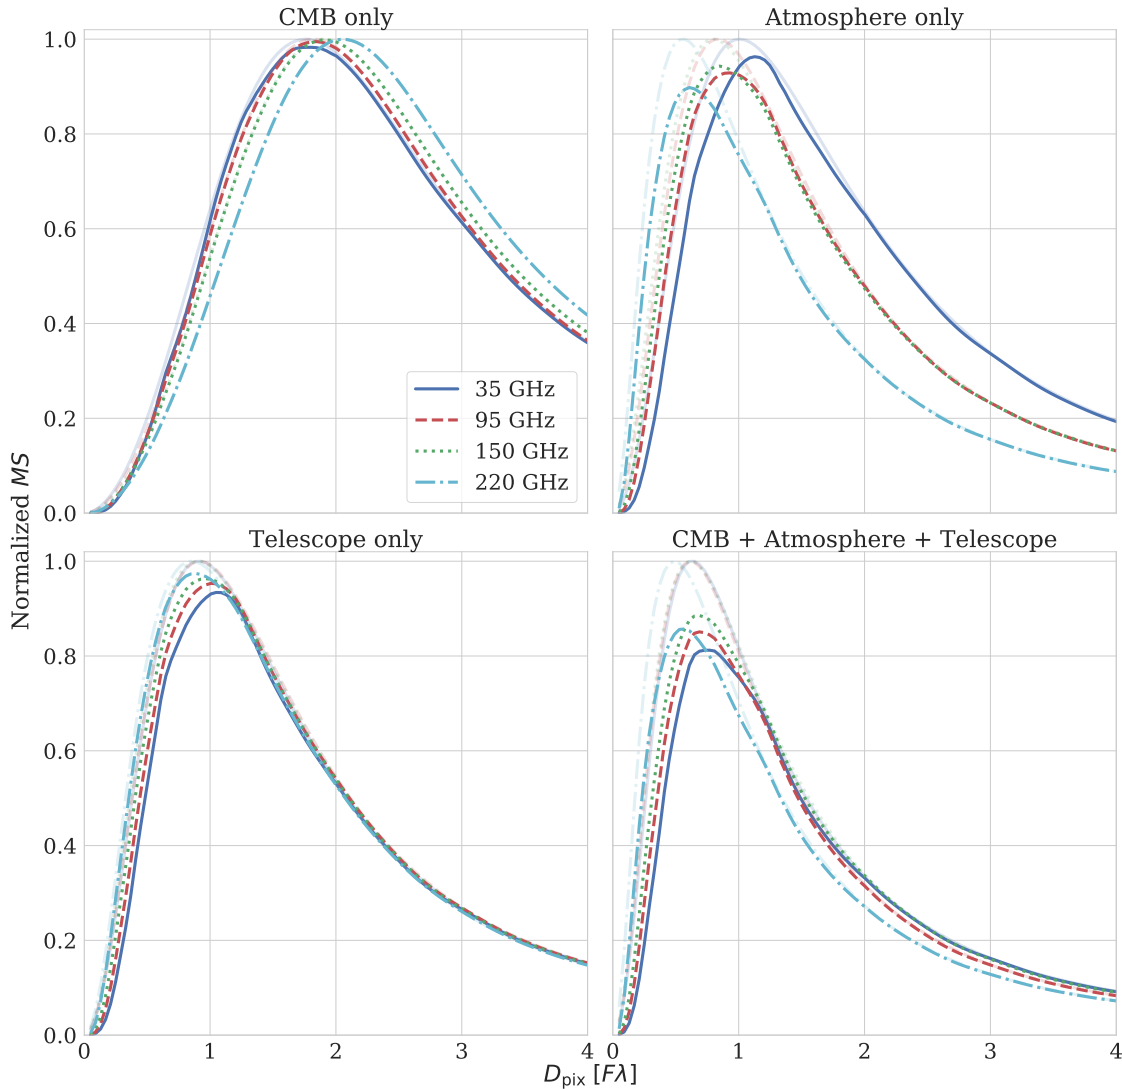 CMB only
Atmosphere only
1.0
0.8
0.6
0.4
0.2
0.0
35 GHz
95 GHz
150 GHz
220 GHz
Normalized MS
Telescope only
CMB + Atmosphere + Telescope
1.0
0.8
0.6
0.4
0.2
0.0
0 1 2 3 4
0 1 2 3 4
D_pix [Fλ]